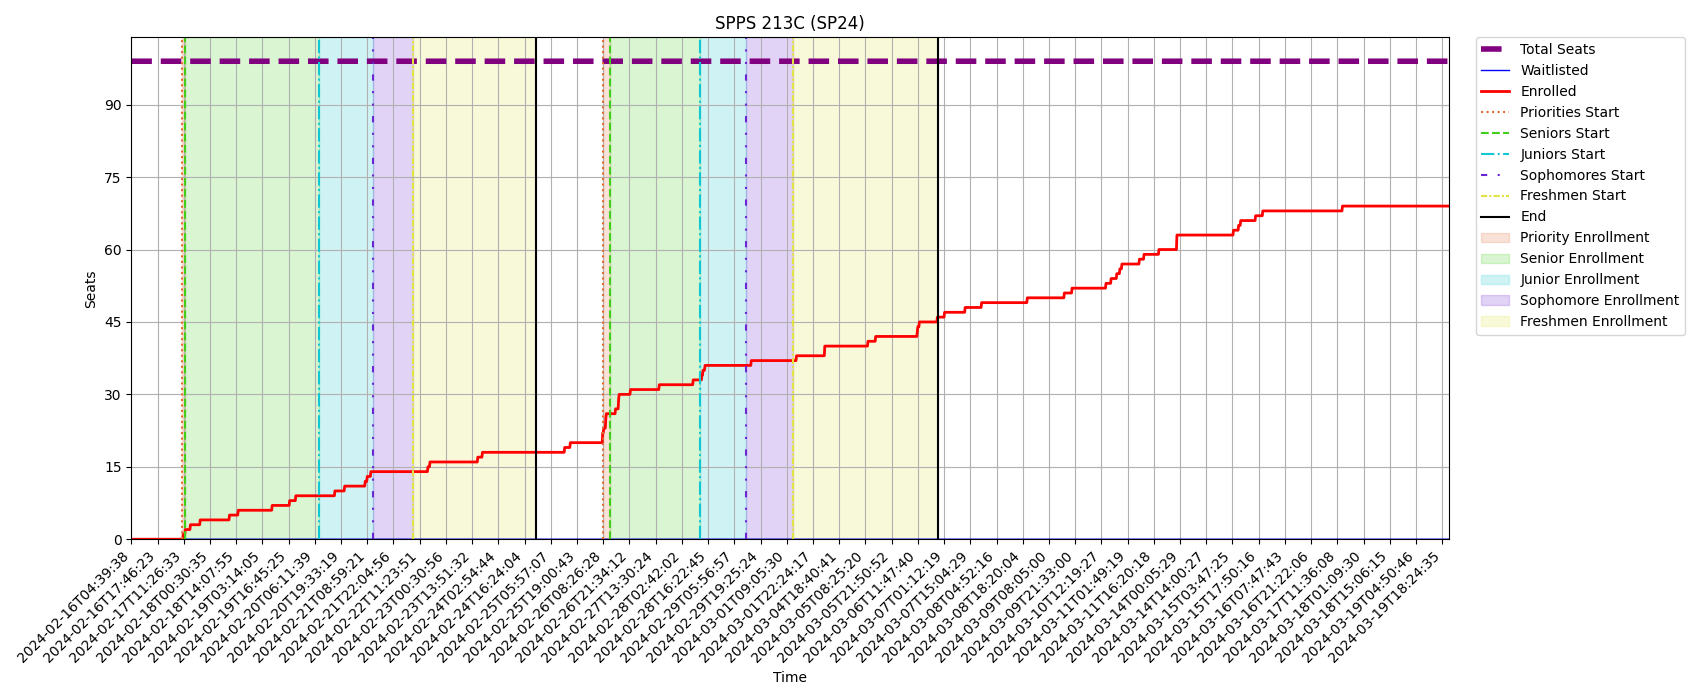 SPPS 213C (SP24)
Seats
90
75
60
45
30
15
0
2024-02-16T04:39:38
2024-02-16T17:46:23
2024-02-17T11:26:33
2024-02-18T00:30:35
2024-02-18T14:07:55
2024-02-19T03:14:05
2024-02-19T16:45:25
2024-02-20T06:11:39
2024-02-20T19:33:19
2024-02-21T08:59:21
2024-02-21T22:04:56
2024-02-22T11:23:51
2024-02-23T00:30:56
2024-02-23T13:51:32
2024-02-24T02:54:44
2024-02-24T16:24:04
2024-02-25T05:57:07
2024-02-25T19:00:43
2024-02-26T08:26:28
2024-02-26T21:34:12
2024-02-27T13:30:24
2024-02-28T02:42:02
2024-02-28T16:22:45
2024-02-29T05:56:57
2024-02-29T19:25:24
2024-03-01T09:05:30
2024-03-01T22:24:17
2024-03-04T18:40:41
2024-03-05T08:25:20
2024-03-05T21:50:52
2024-03-06T11:47:40
2024-03-07T01:12:19
2024-03-07T15:04:29
2024-03-08T04:52:16
2024-03-08T18:20:04
2024-03-09T08:05:00
2024-03-09T21:33:00
2024-03-10T12:19:27
2024-03-11T01:49:19
2024-03-11T16:20:18
2024-03-14T00:05:29
2024-03-14T14:00:27
2024-03-15T03:47:25
2024-03-15T17:50:16
2024-03-16T07:47:43
2024-03-16T21:22:06
2024-03-17T11:36:08
2024-03-18T01:09:30
2024-03-18T15:06:15
2024-03-19T04:50:46
2024-03-19T18:24:35
Time
Total Seats
Waitlisted
Enrolled
Priorities Start
Seniors Start
Juniors Start
Sophomores Start
Freshmen Start
End
Priority Enrollment
Senior Enrollment
Junior Enrollment
Sophomore Enrollment
Freshmen Enrollment